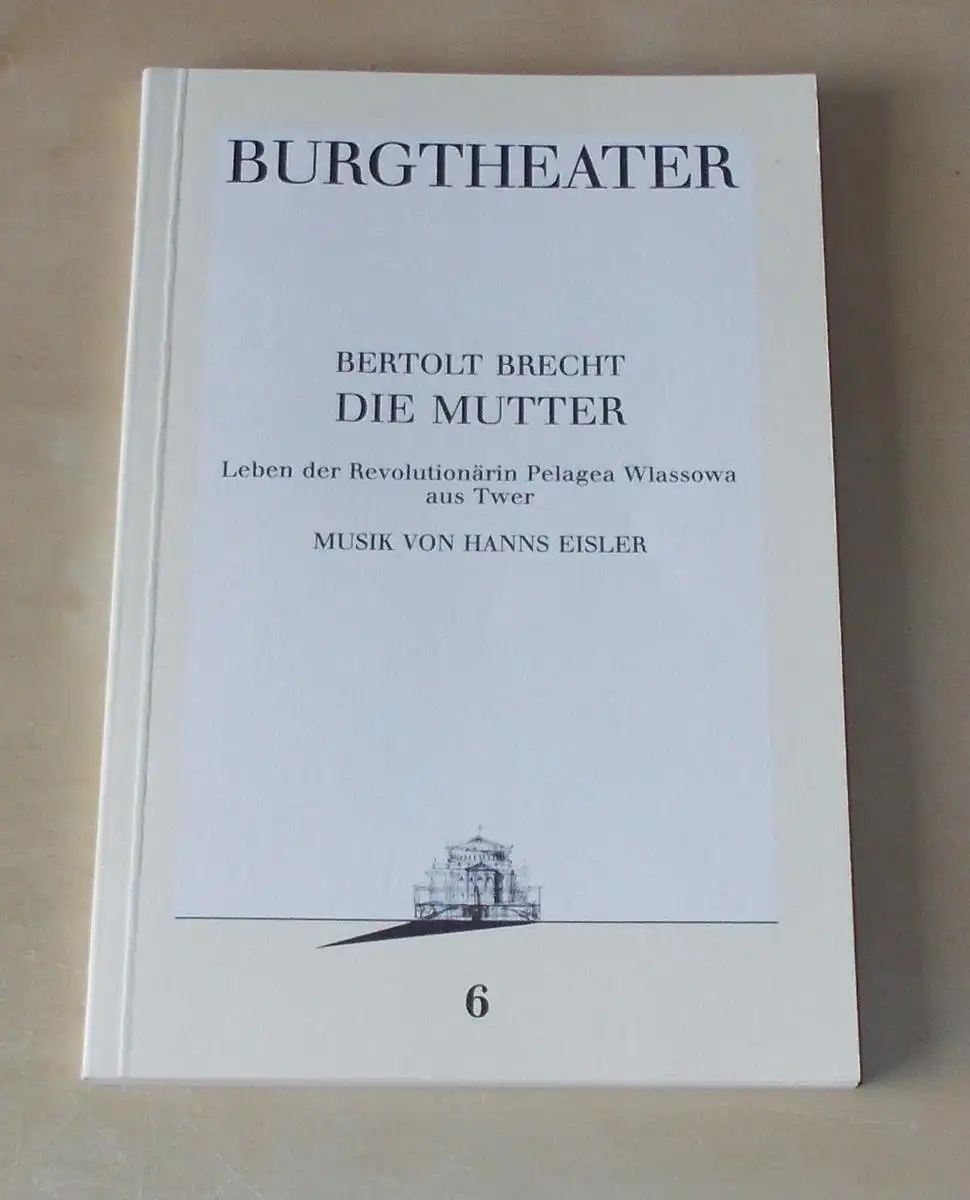 BURGTHEATER
BERTOLT BRECHT
DIE MUTTER
Leben der Revolutionärin Pelagea Wlassowa
aus Twer
MUSIK VON HANNS EISLER
6